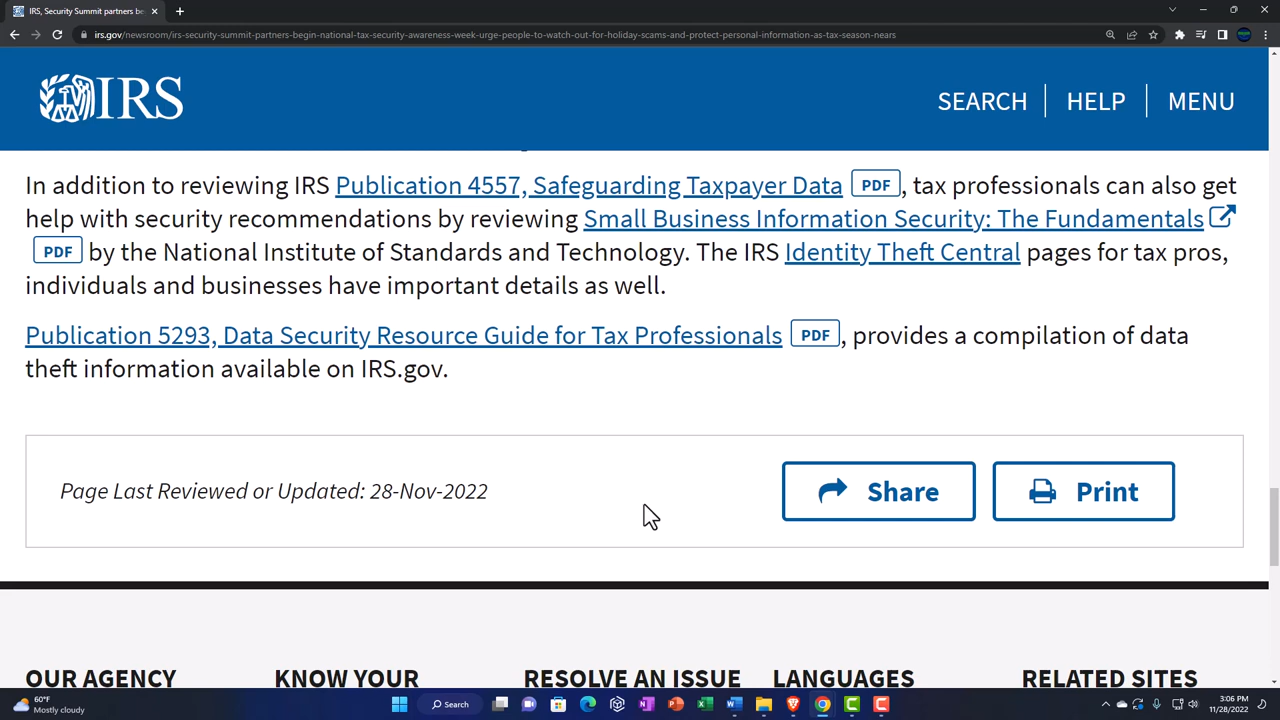 IRS, Security Summit partners be
irs.gov/newsroom/irs-security-summit-partners-begin-national-tax-security-awareness-week-urge-people-to-watch-out-for-holiday-scams-and-protect-personal-information-as-tax-season-nears
IRS
SEARCH HELP MENU
In addition to reviewing IRS Publication 4557, Safeguarding Taxpayer Data PDF, tax professionals can also get
help with security recommendations by reviewing Small Business Information Security: The Fundamentals
PDF by the National Institute of Standards and Technology. The IRS Identity Theft Central pages for tax pros,
individuals and businesses have important details as well.
Publication 5293, Data Security Resource Guide for Tax Professionals PDF, provides a compilation of data
theft information available on IRS.gov.
Page Last Reviewed or Updated: 28-Nov-2022 Share Print
OUR AGENCY KNOW YOUR RESOLVE AN ISSUE LANGUAGES RELATED SITES
60°F
Mostly cloudy
Search
3:06 PM
11/28/2022